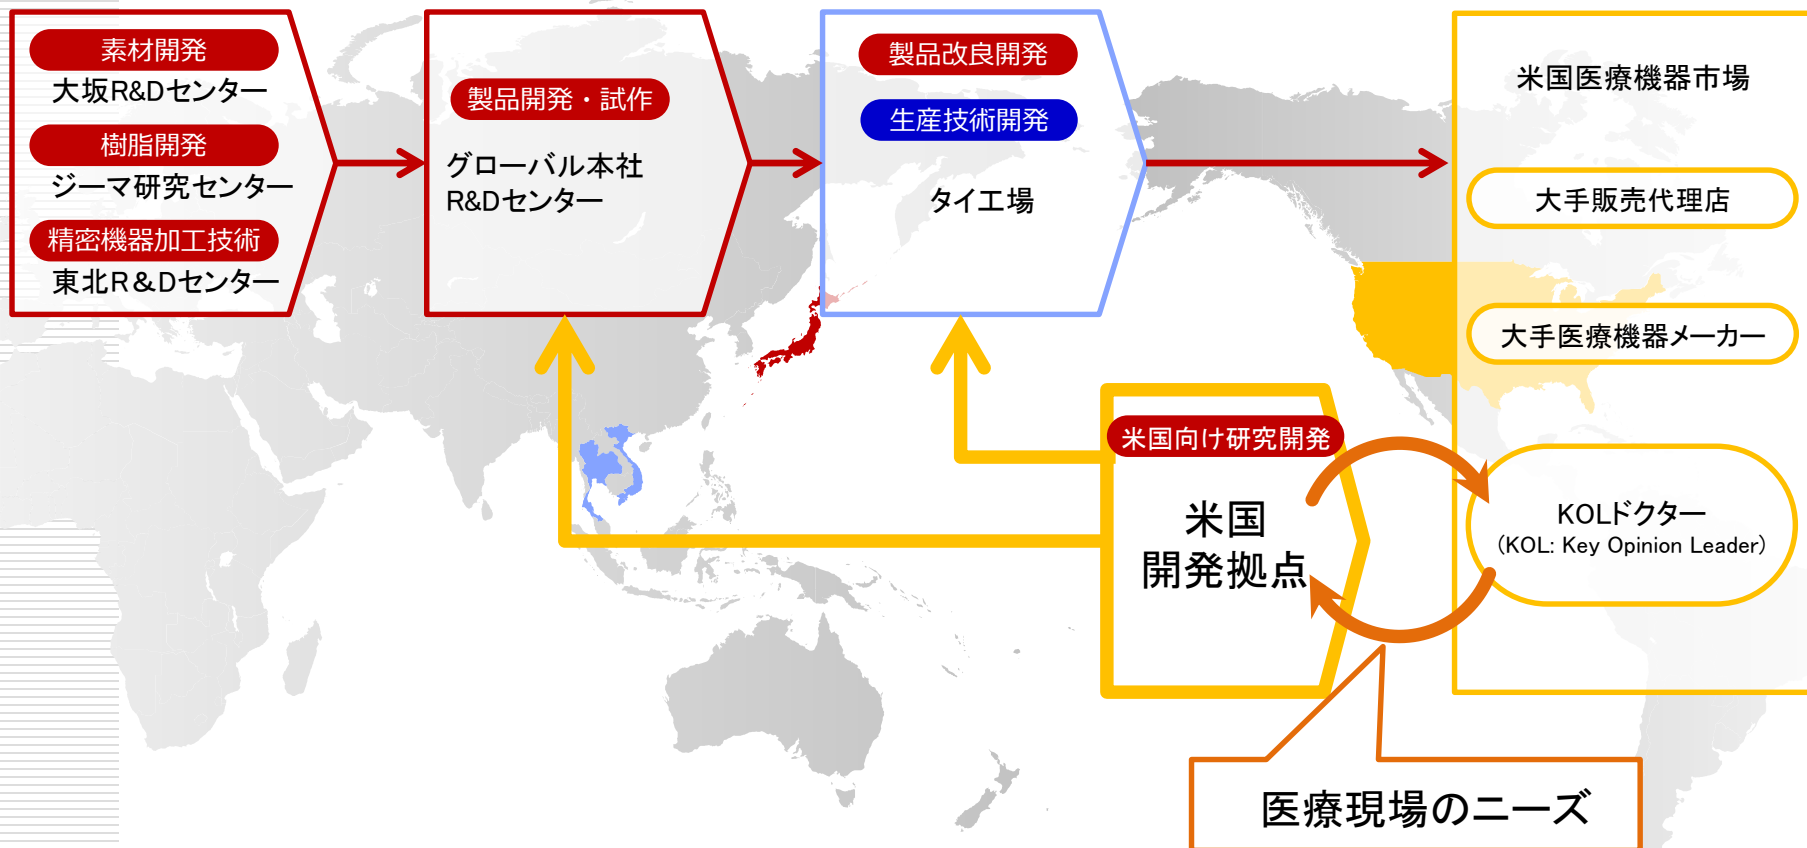 素材開発
大坂R&Dセンター
樹脂開発
ジーマ研究センター
精密機器加工技術
東北R&Dセンター
製品開発・試作
グローバル本社
R&Dセンター
製品改良開発
生産技術開発
タイ工場
米国医療機器市場
大手販売代理店
大手医療機器メーカー
KOLドクター
(KOL: Key Opinion Leader)
米国向け研究開発
米国
開発拠点
医療現場のニーズ